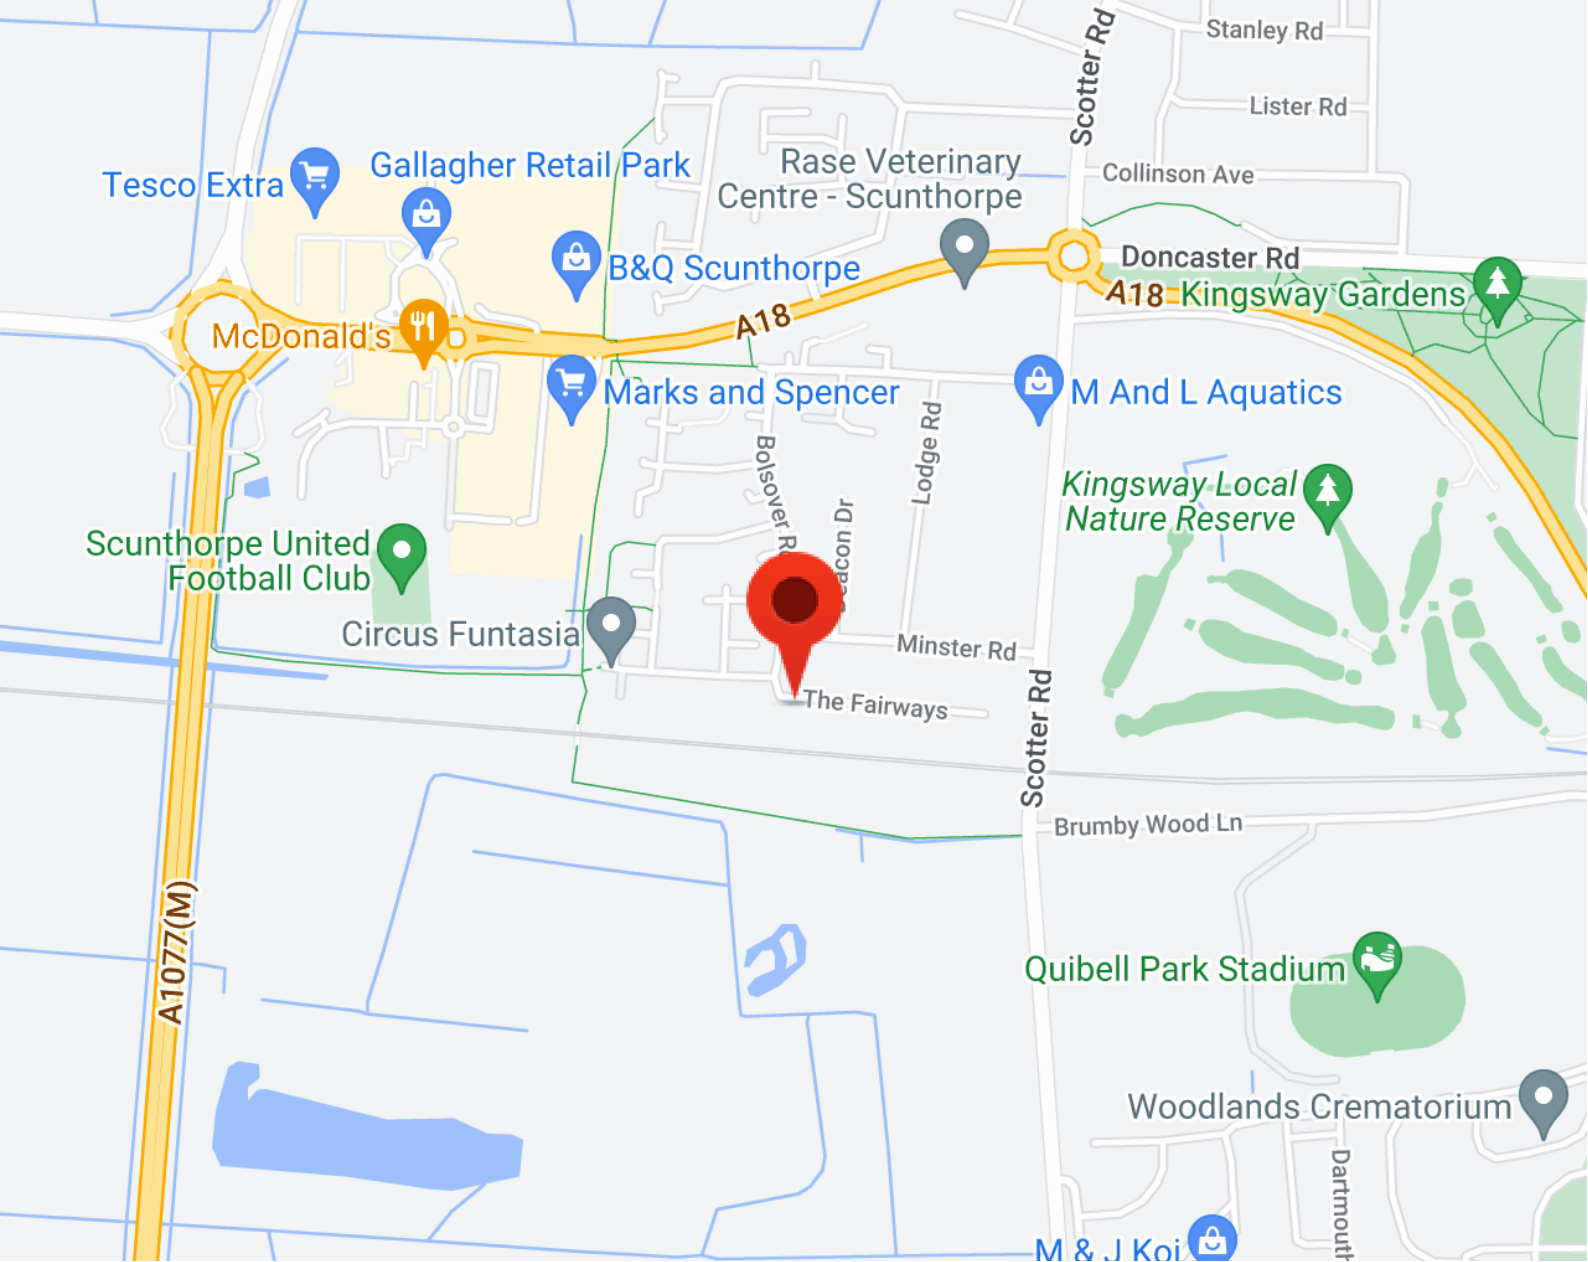 Scotter Rd
Stanley Rd
Lister Rd
Tesco Extra
Gallagher Retail Park
Rase Veterinary
Centre - Scunthorpe
Collinson Ave
B&Q Scunthorpe
Doncaster Rd
A18
Kingsway Gardens
A18
McDonald's
Marks and Spencer
M And L Aquatics
Bolsover Rd
Lodge Rd
Kingsway Local
Nature Reserve
Scunthorpe United
Football Club
Circus Funtasia
Minster Rd
The Fairways
Scotter Rd
Brumby Wood Ln
A1077(M)
Quibell Park Stadium
Woodlands Crematorium
Dartmouth
M & J Koi